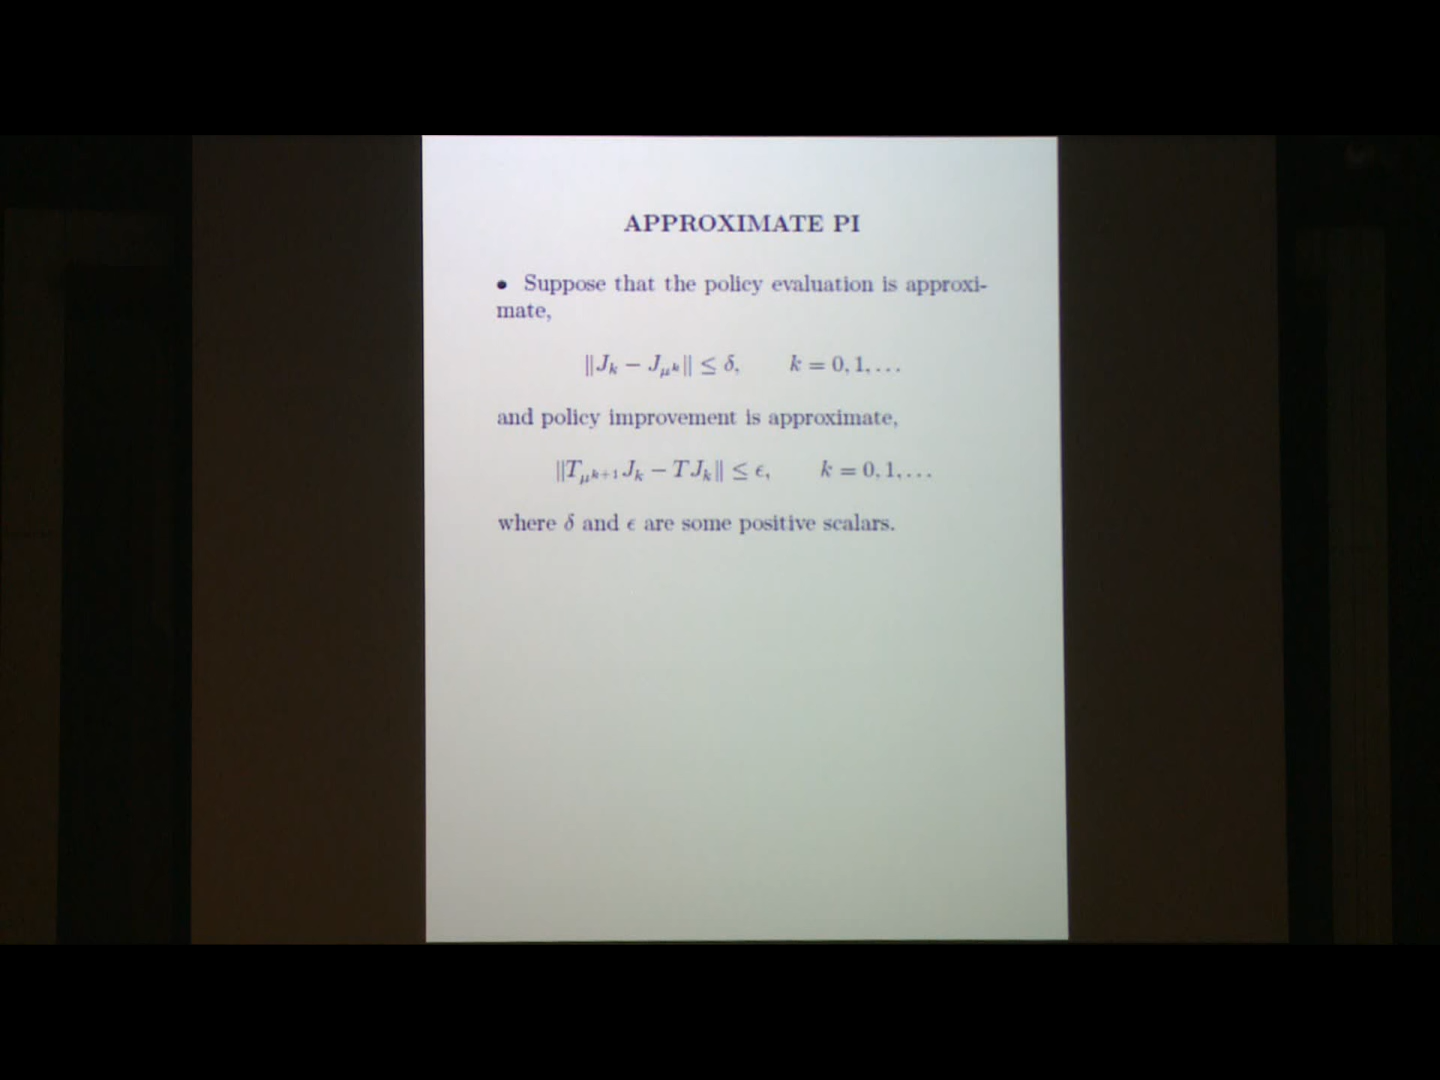 APPROXIMATE PI
• Suppose that the policy evaluation is approxi-
mate,
‖J_k − J_{μ^k}‖ ≤ δ, k = 0, 1, . . .
and policy improvement is approximate,
‖T_{μ^{k+1}} J_k − T J_k‖ ≤ ϵ, k = 0, 1, . . .
where δ and ϵ are some positive scalars.